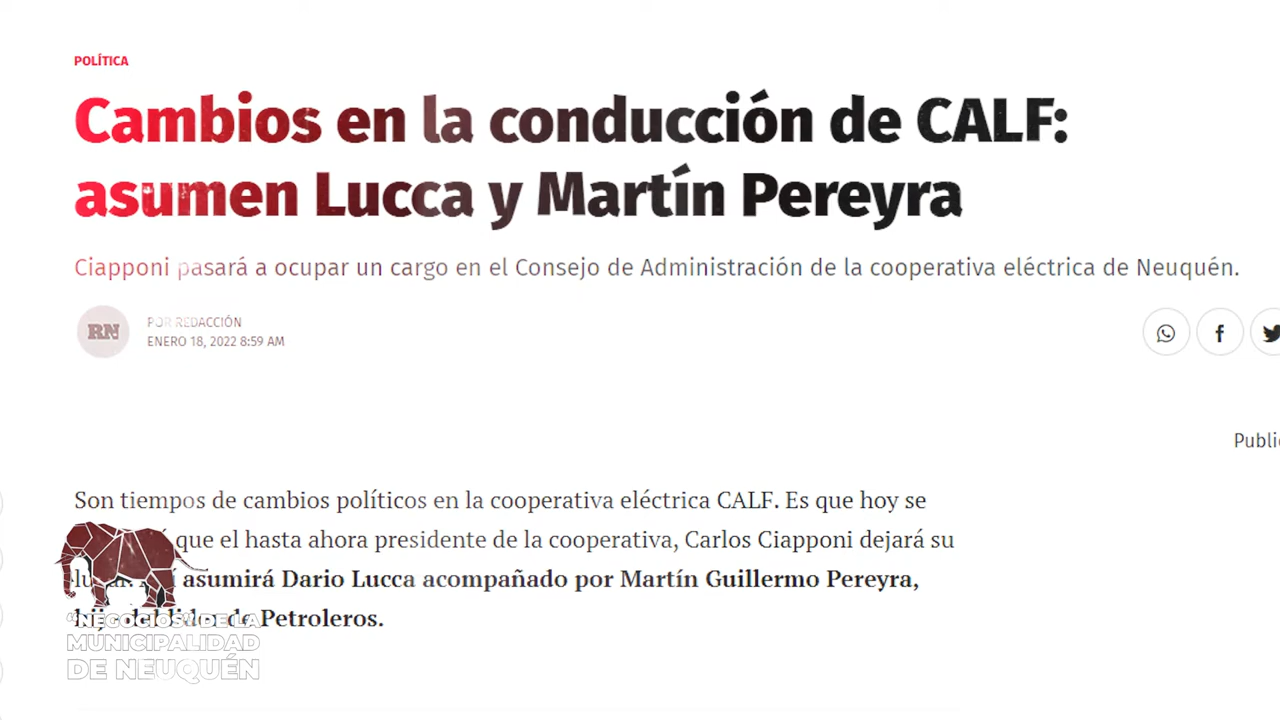 POLÍTICA
Cambios en la conducción de CALF:
asumen Lucca y Martín Pereyra
Ciapponi pasará a ocupar un cargo en el Consejo de Administración de la cooperativa eléctrica de Neuquén.
RN
POR REDACCIÓN
ENERO 18, 2022 8:59 AM
Son tiempos de cambios políticos en la cooperativa eléctrica CALF. Es que hoy se
que el hasta ahora presidente de la cooperativa, Carlos Ciapponi dejará su
asumirá Dario Lucca acompañado por Martín Guillermo Pereyra,
de Petroleros.
"NEGOCIOS" DE LA
MUNICIPALIDAD
DE NEUQUÉN